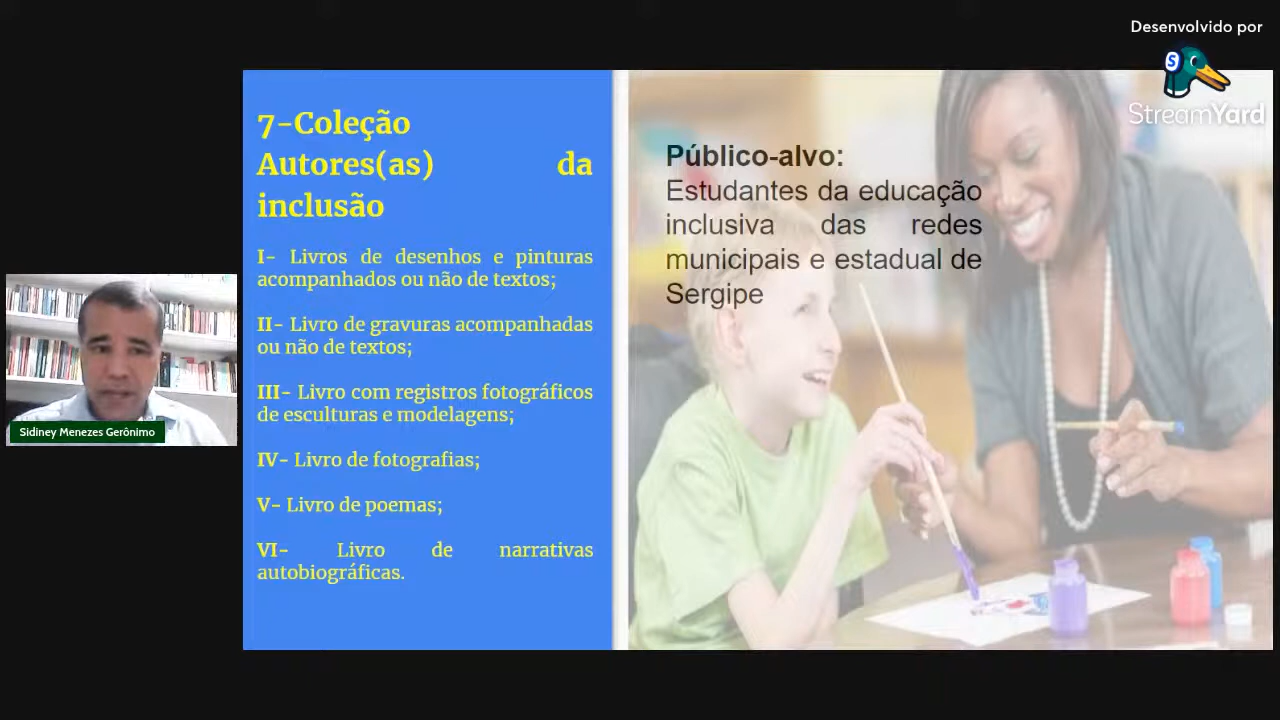 Desenvolvido por
StreamYard
7-Coleção
Autores(as) da
inclusão
I- Livros de desenhos e pinturas
acompanhados ou não de textos;
II- Livro de gravuras acompanhadas
ou não de textos;
III- Livro com registros fotográficos
de esculturas e modelagens;
IV- Livro de fotografias;
V- Livro de poemas;
VI- Livro de narrativas
autobiográficas.
Público-alvo:
Estudantes da educação
inclusiva das redes
municipais e estadual de
Sergipe
Sidiney Menezes Gerônimo